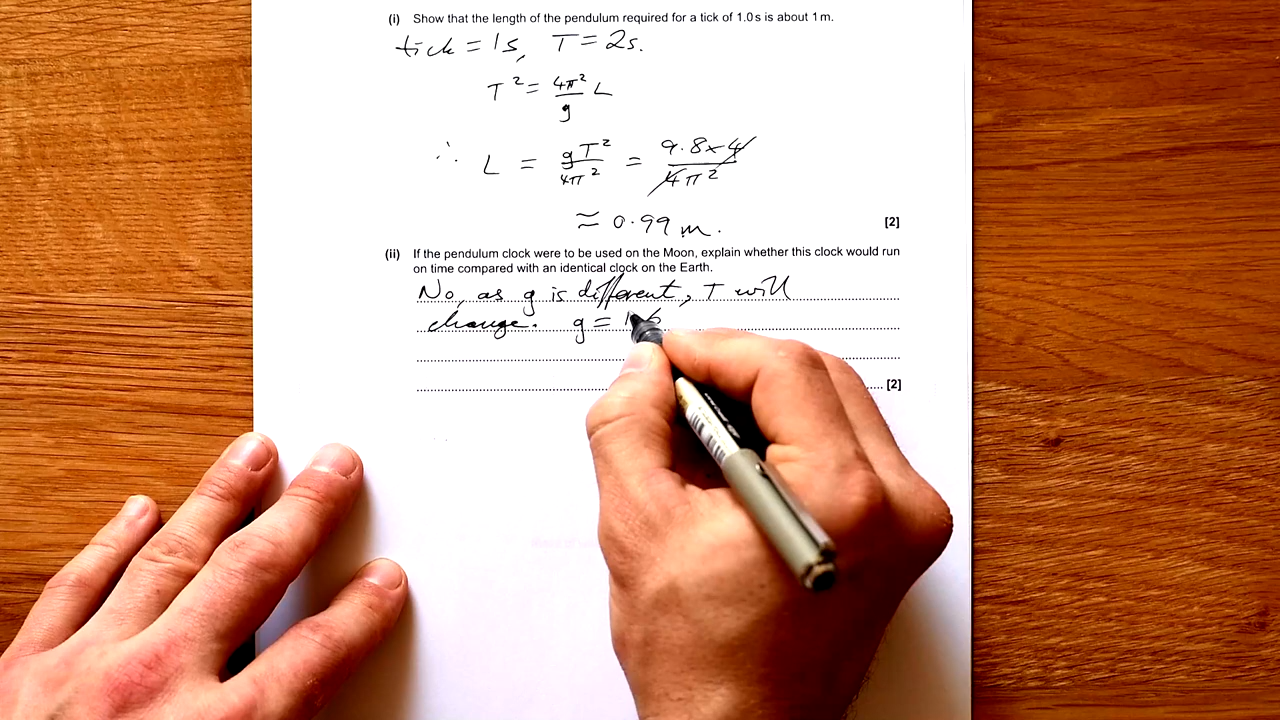 (i) Show that the length of the pendulum required for a tick of 1.0 s is about 1 m.
tick = 1s, T = 2s.
T² = 4π²/g L
∴ L = gT²/4π² = 9.8×4/4π²
≈ 0.99 m. [2]
(ii) If the pendulum clock were to be used on the Moon, explain whether this clock would run
on time compared with an identical clock on the Earth.
No, as g is different, T will
change. g = 1.6
[2]